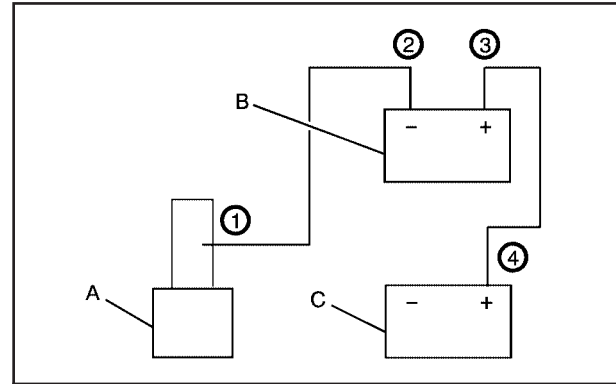 ② ③
B
− +
①
④
A
C
− +